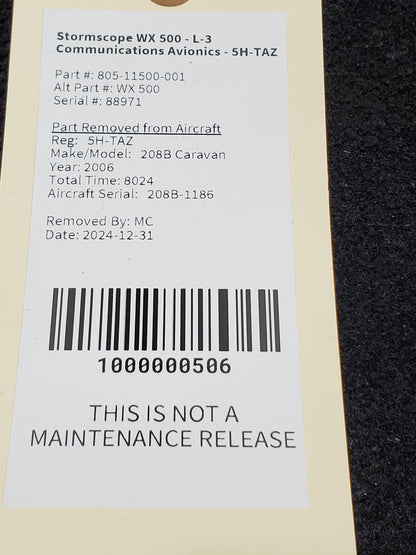 Stormscope WX 500 - L-3
Communications Avionics - 5H-TAZ
Part #: 805-11500-001
Alt Part #: WX 500
Serial #: 88971
Part Removed from Aircraft
Reg: 5H-TAZ
Make/Model: 208B Caravan
Year: 2006
Total Time: 8024
Aircraft Serial: 208B-1186
Removed By: MC
Date: 2024-12-31
1000000506
THIS IS NOT A
MAINTENANCE RELEASE